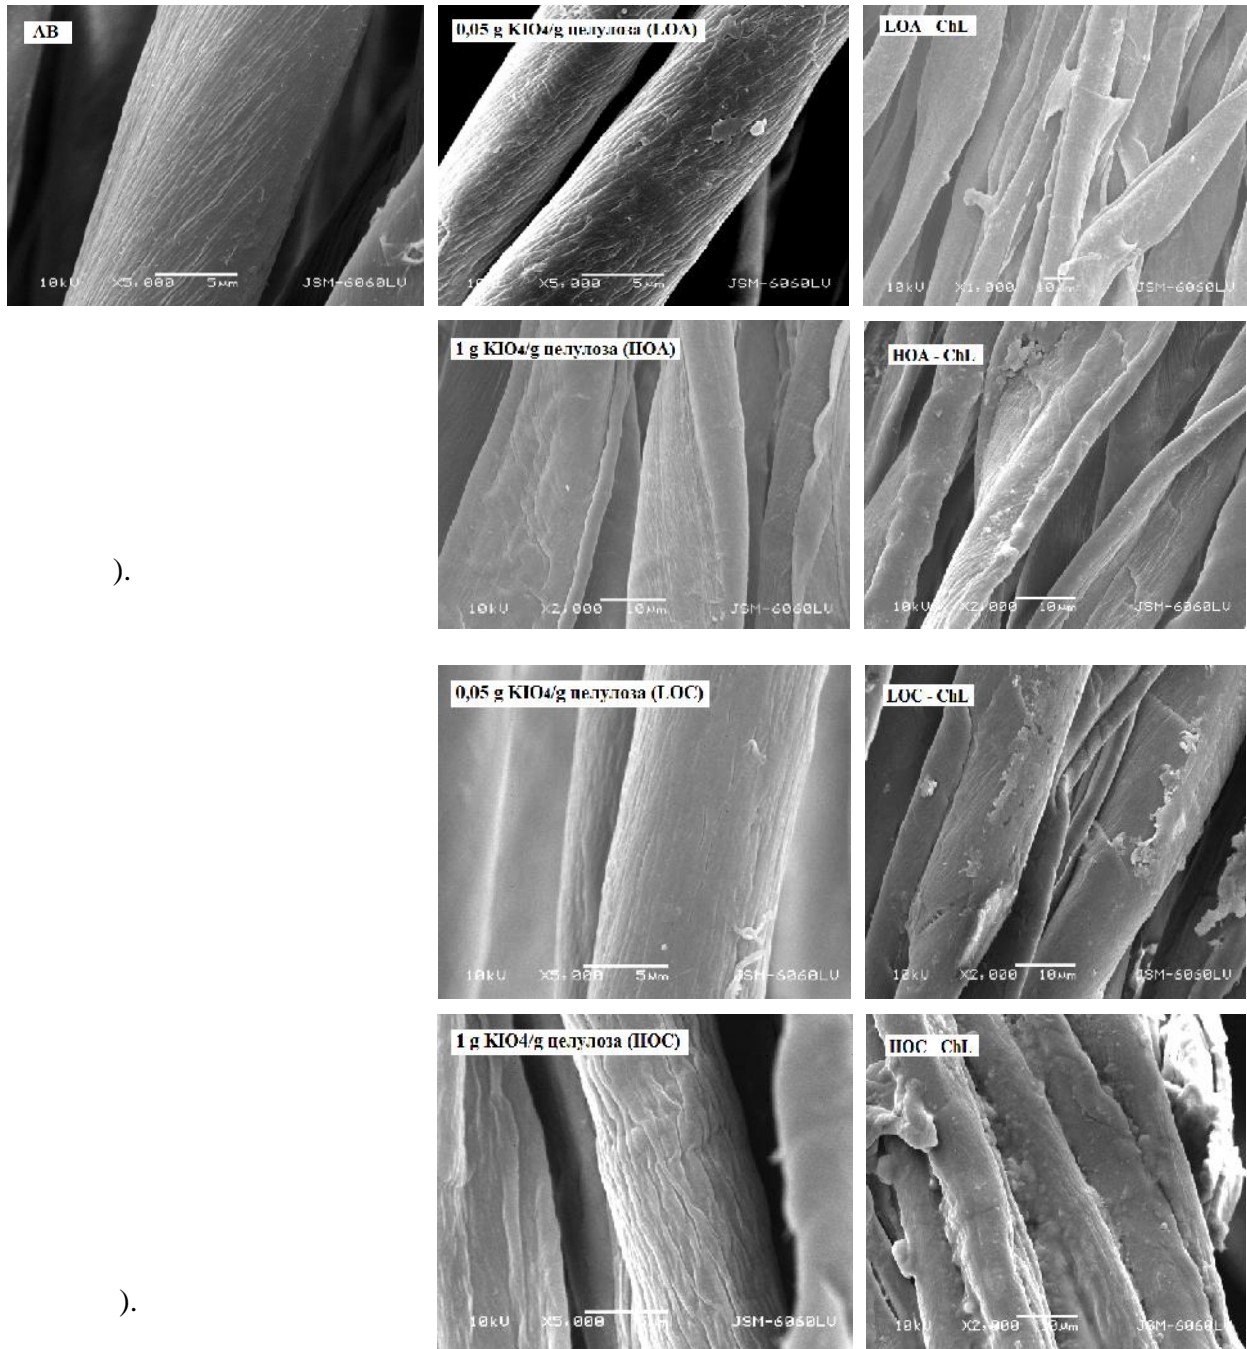 AB
10kV X5,000 5µm JSM-6060LV
0,05 g KIO4/g целулоза (LOA)
X5,000 5µm JSM-6060LV
LOA ChL
10kV X1,000 10µm JSM-6060LV
1 g KIO4/g целулоза (HOA)
10kV X2,000 10µm JSM-6060LV
HOA - ChL
10kV X2,000 10µm JSM-6060LV
).
0,05 g KIO4/g целулоза (LOC)
10kV X5,000 5µm JSM-6060LV
LOC - ChL
10kV X2,000 10µm JSM-6060LV
1 g KIO4/g целулоза (HOC)
10kV X5,000 5µm JSM-6060LV
HOC ChL
10kV X2,000 10µm JSM-6060LV
).